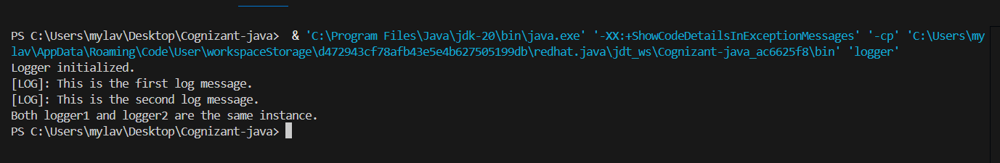 PS C:\Users\mylav\Desktop\Cognizant-java>  & 'C:\Program Files\Java\jdk-20\bin\java.exe' '-XX:+ShowCodeDetailsInExceptionMessages' '-cp' 'C:\Users\my
lav\AppData\Roaming\Code\User\workspaceStorage\d472943cf78afb43e5e4b627505199db\redhat.java\jdt_ws\Cognizant-java_ac6625f8\bin' 'logger'
Logger initialized.
[LOG]: This is the first log message.
[LOG]: This is the second log message.
Both logger1 and logger2 are the same instance.
PS C:\Users\mylav\Desktop\Cognizant-java>